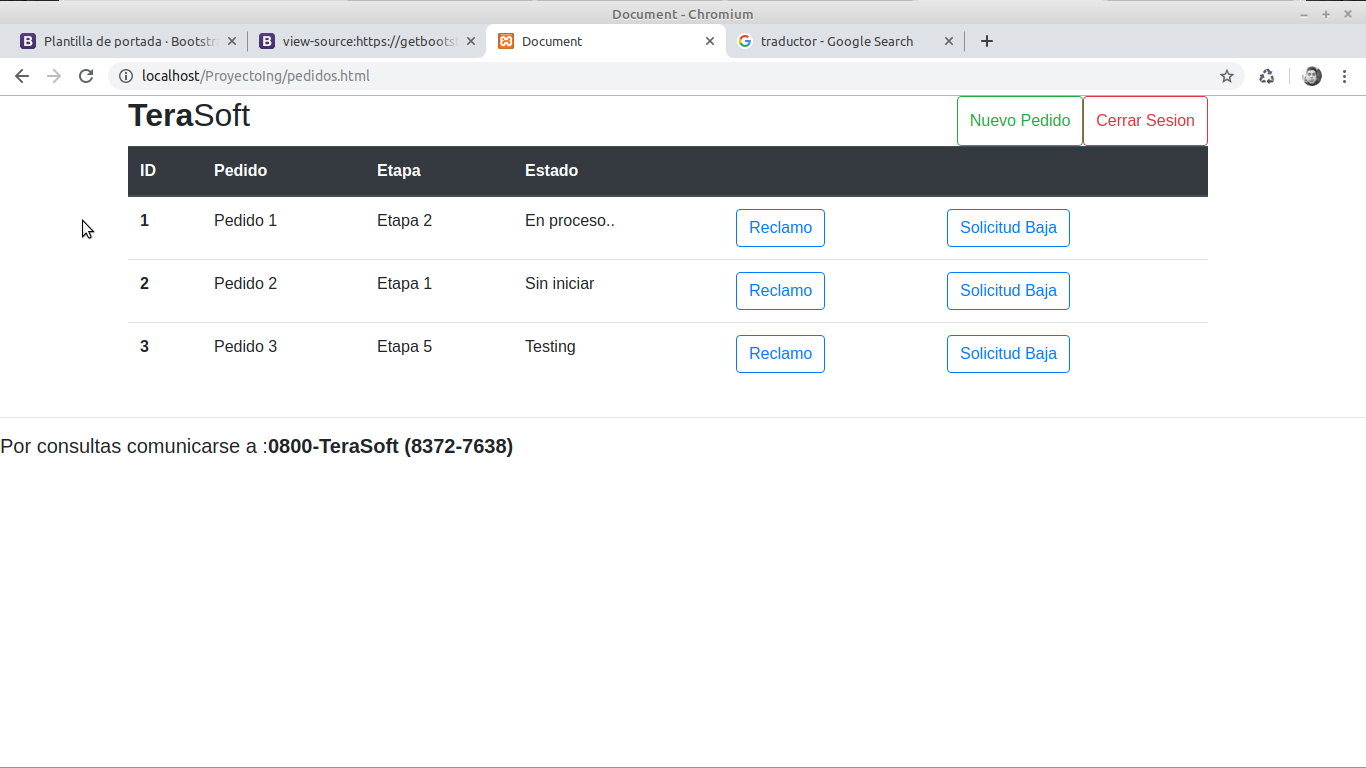 Document - Chromium
Plantilla de portada · Bootstr
view-source:https://getboots
Document
traductor - Google Search
localhost/ProyectoIng/pedidos.html
TeraSoft
Nuevo Pedido Cerrar Sesion
ID Pedido Etapa Estado
1 Pedido 1 Etapa 2 En proceso.. Reclamo Solicitud Baja
2 Pedido 2 Etapa 1 Sin iniciar Reclamo Solicitud Baja
3 Pedido 3 Etapa 5 Testing Reclamo Solicitud Baja
Por consultas comunicarse a :0800-TeraSoft (8372-7638)